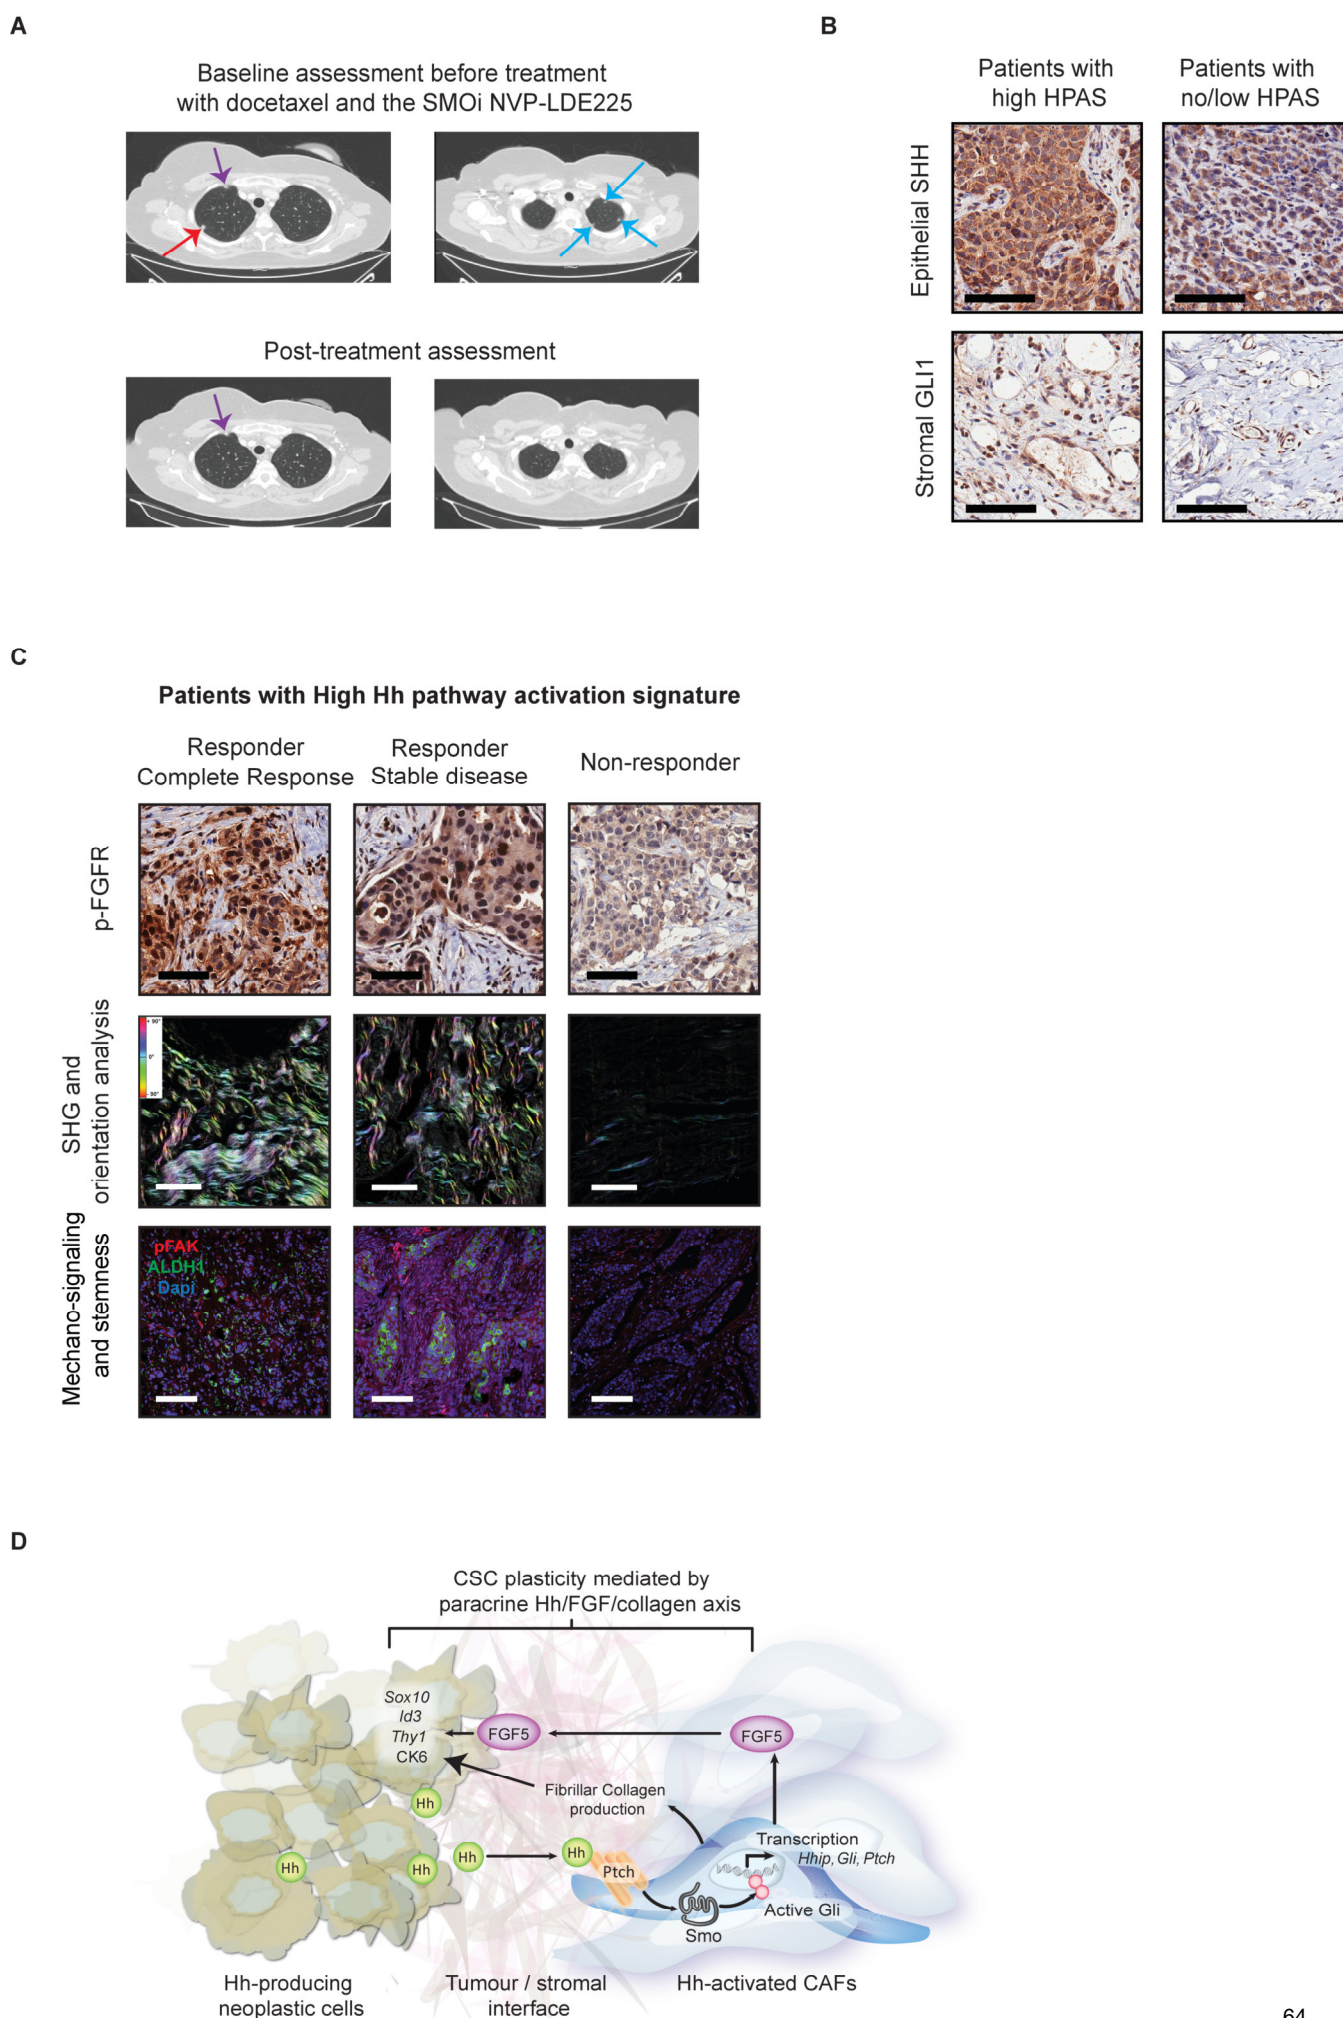 A
Baseline assessment before treatment
with docetaxel and the SMOi NVP-LDE225
Post-treatment assessment
B
Patients with
high HPAS
Patients with
no/low HPAS
Epithelial SHH
Stromal GLI1
C
Patients with High Hh pathway activation signature
Responder
Complete Response
Responder
Stable disease
Non-responder
p-FGFR
SHG and
orientation analysis
+ 90°
0°
- 90°
Mechano-signaling
and stemness
pFAK
ALDH1
Dapi
D
CSC plasticity mediated by
paracrine Hh/FGF/collagen axis
Sox10
Id3
Thy1
CK6
FGF5
FGF5
Fibrillar Collagen
production
Hh
Hh
Hh
Hh
Hh
Ptch
Smo
Transcription
Hhip, Gli, Ptch
Active Gli
Hh-producing
neoplastic cells
Tumour / stromal
interface
Hh-activated CAFs